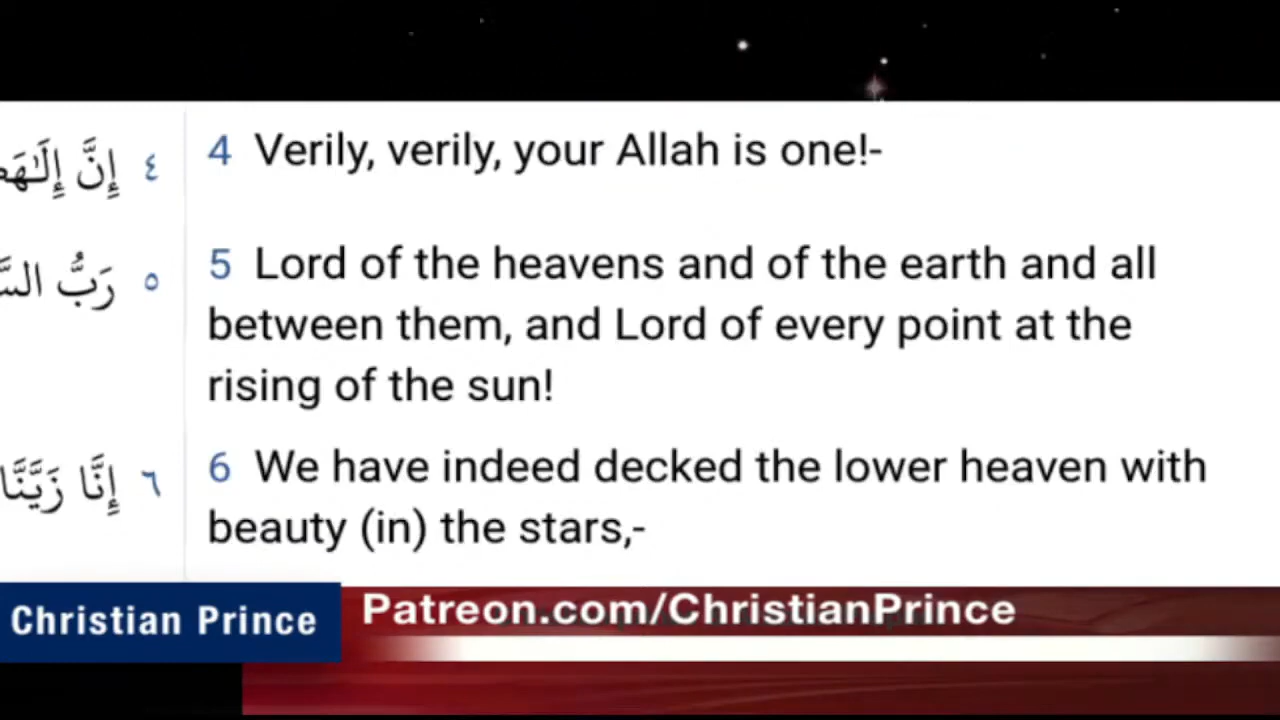 ٤ إِنَّ
4 Verily, verily, your Allah is one!-
٥ رَبُّ
5 Lord of the heavens and of the earth and all
between them, and Lord of every point at the
rising of the sun!
٦ إِنَّا زَيَّنَّا
6 We have indeed decked the lower heaven with
beauty (in) the stars,-
Christian Prince
Patreon.com/ChristianPrince